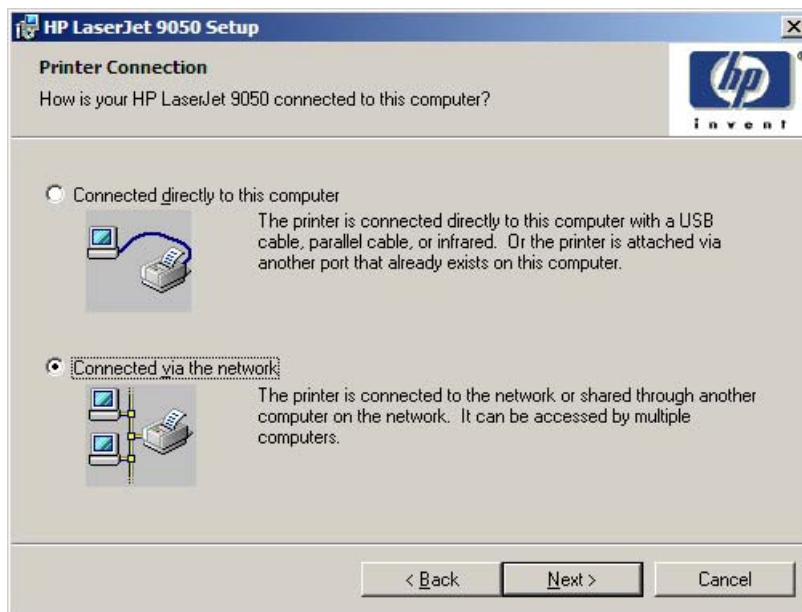 HP LaserJet 9050 Setup
Printer Connection
How is your HP LaserJet 9050 connected to this computer?
hp
®
invent
Connected directly to this computer
The printer is connected directly to this computer with a USB
cable, parallel cable, or infrared. Or the printer is attached via
another port that already exists on this computer.
Connected via the network
The printer is connected to the network or shared through another
computer on the network. It can be accessed by multiple
computers.
< Back
Next >
Cancel